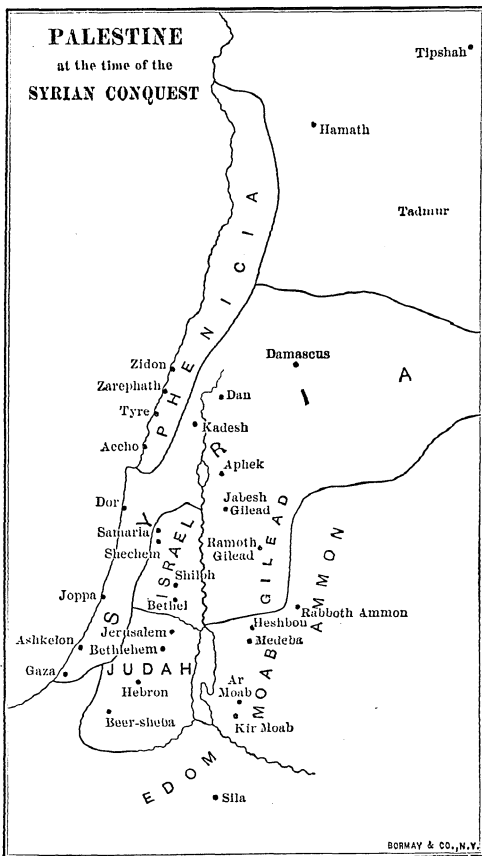 PALESTINE
at the time of the
SYRIAN CONQUEST
Tipshah
Hamath
Tadmur
PHENICIA
Zidon
Damascus
Zarephath
Dan
Tyre
Kadesh
Accho
Aphek
SYRIA
Dor
Jabesh
Gilead
Samaria
Shechem
ISRAEL
Ramoth
Gilead
GILEAD
AMMON
Shiloh
Bethel
Joppa
Rabboth Ammon
Heshbou
Medeba
Jerusalem
Ashkelon
Bethlehem
Gaza
JUDAH
Hebron
Ar
Moab
MOAB
Beer-sheba
Kir Moab
EDOM
Sila
BORMAY & CO., N.Y.